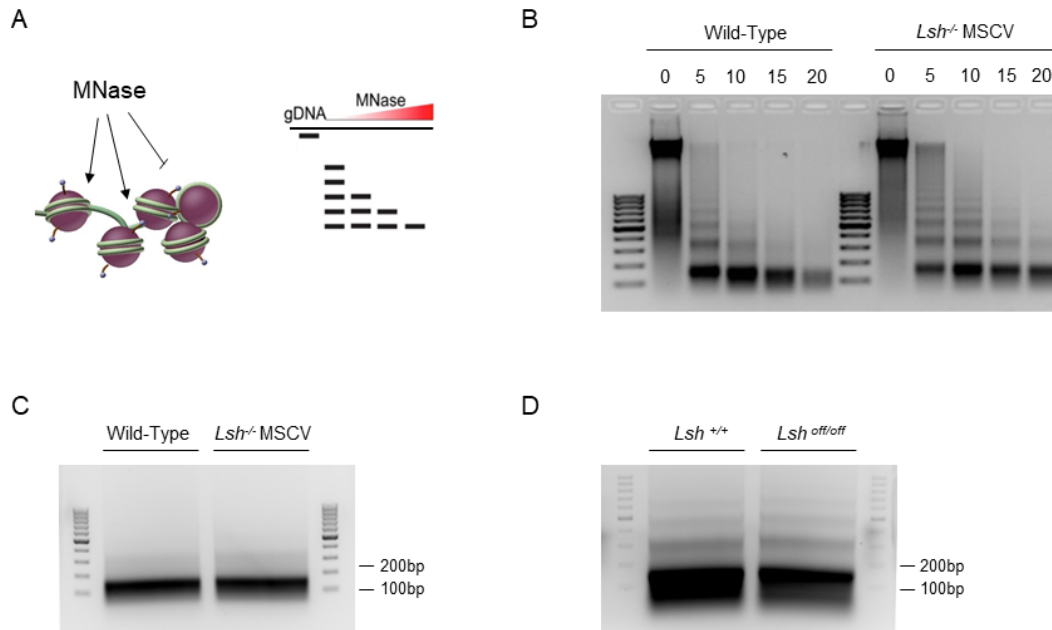 A
MNase
gDNA MNase
B
Wild-Type Lsh-/- MSCV
0 5 10 15 20 0 5 10 15 20
C
Wild-Type Lsh-/- MSCV
200bp
100bp
D
Lsh +/+ Lsh off/off
200bp
100bp